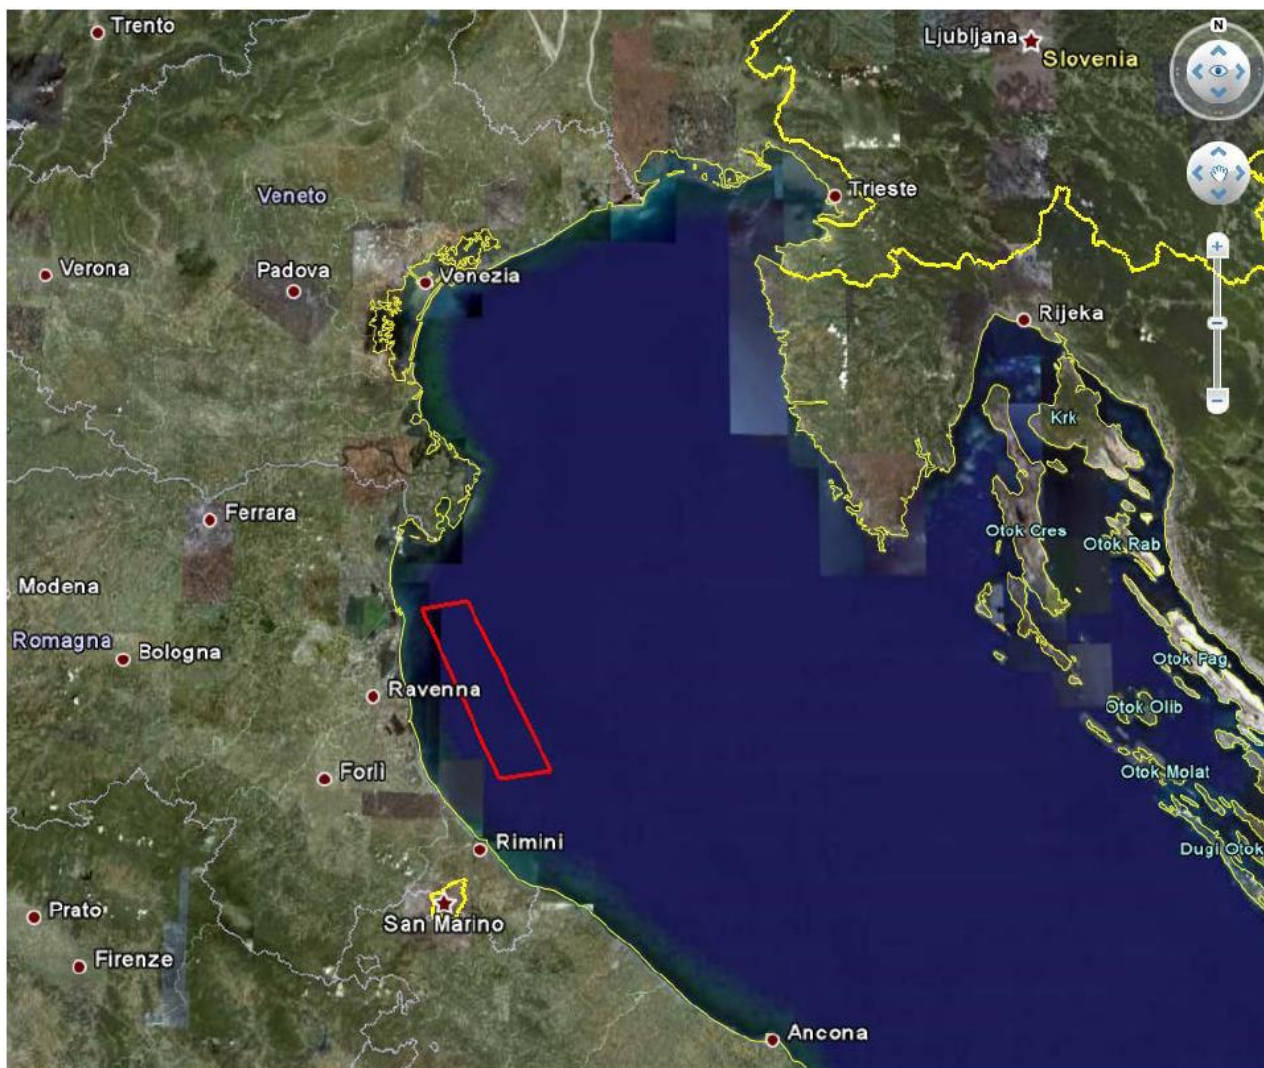 Trento
N
Ljubljana
Slovenia
Veneto
Trieste
Verona
Padova
Venezia
Rijeka
Krk
Ferrara
Otok Cres
Otok Rab
Modena
Romagna
Bologna
Otok Pag
Ravenna
Otok Olib
Forlì
Otok Molat
Rimini
Dugi Otok
Prato
San Marino
Firenze
Ancona